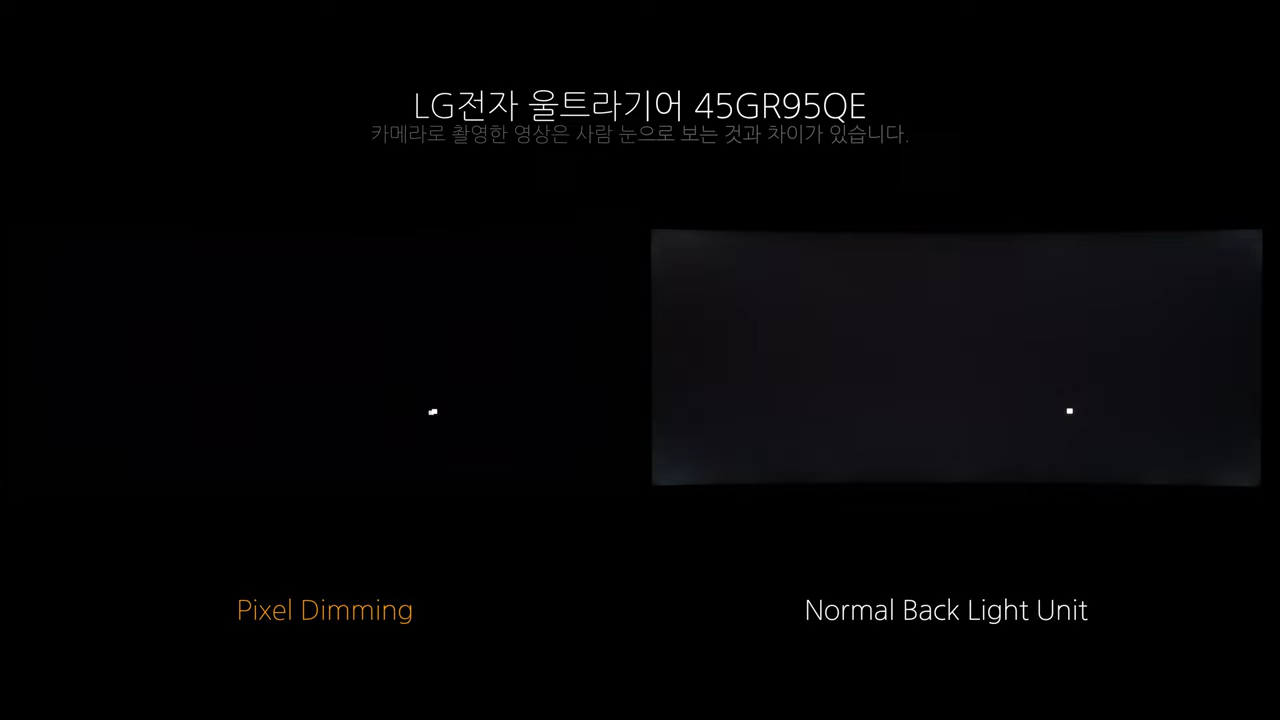 LG전자 울트라기어 45GR95QE
카메라로 촬영한 영상은 사람 눈으로 보는 것과 차이가 있습니다.
Pixel Dimming
Normal Back Light Unit